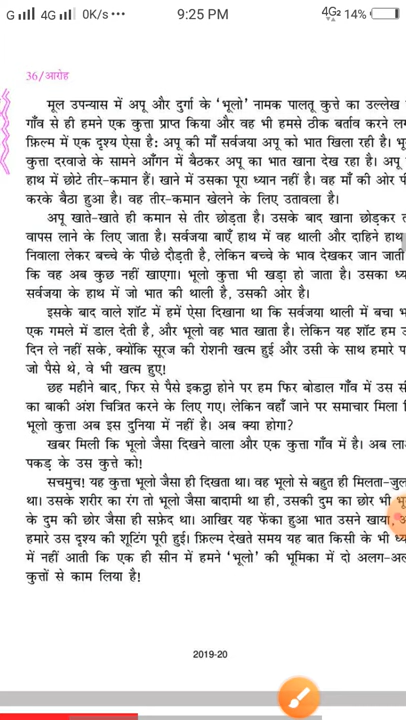 G 4G 0K/s••• 9:25 PM 4G2 14%
36/आरोह
मूल उपन्यास में अपू और दुर्गा के 'भूलो' नामक पालतू कुत्ते का उल्लेख
गाँव से ही हमने एक कुत्ता प्राप्त किया और वह भी हमसे ठीक बर्ताव करने लग
फ़िल्म में एक दृश्य ऐसा है: अपू की माँ सर्वजया अपू को भात खिला रही है। भू
कुत्ता दरवाज़े के सामने आँगन में बैठकर अपू का भात खाना देख रहा है। अपू
हाथ में छोटे तीर-कमान हैं। खाने में उसका पूरा ध्यान नहीं है। वह माँ की ओर पी
करके बैठा हुआ है। वह तीर-कमान खेलने के लिए उतावला है।
अपू खाते-खाते ही कमान से तीर छोड़ता है। उसके बाद खाना छोड़कर त
वापस लाने के लिए जाता है। सर्वजया बाएँ हाथ में वह थाली और दाहिने हाथ
निवाला लेकर बच्चे के पीछे दौड़ती है, लेकिन बच्चे के भाव देखकर जान जाती
कि वह अब कुछ नहीं खाएगा। भूलो कुत्ता भी खड़ा हो जाता है। उसका ध्य
सर्वजया के हाथ में जो भात की थाली है, उसकी ओर है।
इसके बाद वाले शॉट में हमें ऐसा दिखाना था कि सर्वजया थाली में बचा भ
एक गमले में डाल देती है, और भूलो वह भात खाता है। लेकिन यह शॉट हम उ
दिन ले नहीं सके, क्योंकि सूरज की रोशनी खत्म हुई और उसी के साथ हमारे प
जो पैसे थे, वे भी खत्म हुए!
छह महीने बाद, फिर से पैसे इकट्ठा होने पर हम फिर बोडाल गाँव में उस सी
का बाकी अंश चित्रित करने के लिए गए। लेकिन वहाँ जाने पर समाचार मिला
भूलो कुत्ता अब इस दुनिया में नहीं है। अब क्या होगा?
खबर मिली कि भूलो जैसा दिखने वाला और एक कुत्ता गाँव में है। अब ला
पकड़ के उस कुत्ते को!
सचमुच! यह कुत्ता भूलो जैसा ही दिखता था। वह भूलो से बहुत ही मिलता-जुल
था। उसके शरीर का रंग तो भूलो जैसा बादामी था ही, उसकी दुम का छोर भी भू
के दुम की छोर जैसा ही सफ़ेद था। आखिर यह फेंका हुआ भात उसने खाया,
हमारे उस दृश्य की शूटिंग पूरी हुई। फ़िल्म देखते समय यह बात किसी के भी ध्य
में नहीं आती कि एक ही सीन में हमने 'भूलो' की भूमिका में दो अलग-अल
कुत्तों से काम लिया है!
2019-20